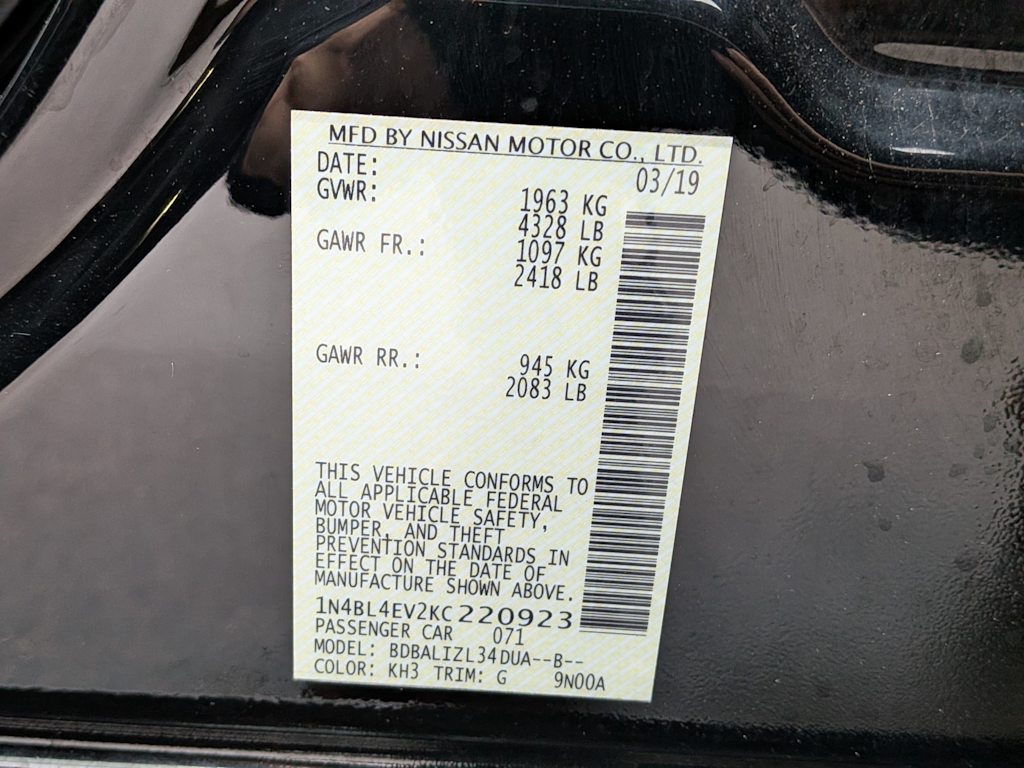 MFD BY NISSAN MOTOR CO., LTD.
DATE: 03/19
GVWR: 1963 KG
4328 LB
GAWR FR.: 1097 KG
2418 LB
GAWR RR.: 945 KG
2083 LB
THIS VEHICLE CONFORMS TO
ALL APPLICABLE FEDERAL
MOTOR VEHICLE SAFETY,
BUMPER, AND THEFT
PREVENTION STANDARDS IN
EFFECT ON THE DATE OF
MANUFACTURE SHOWN ABOVE.
1N4BL4EV2KC220923
PASSENGER CAR 071
MODEL: BDBALIZL34DUA--B--
COLOR: KH3 TRIM: G 9N00A